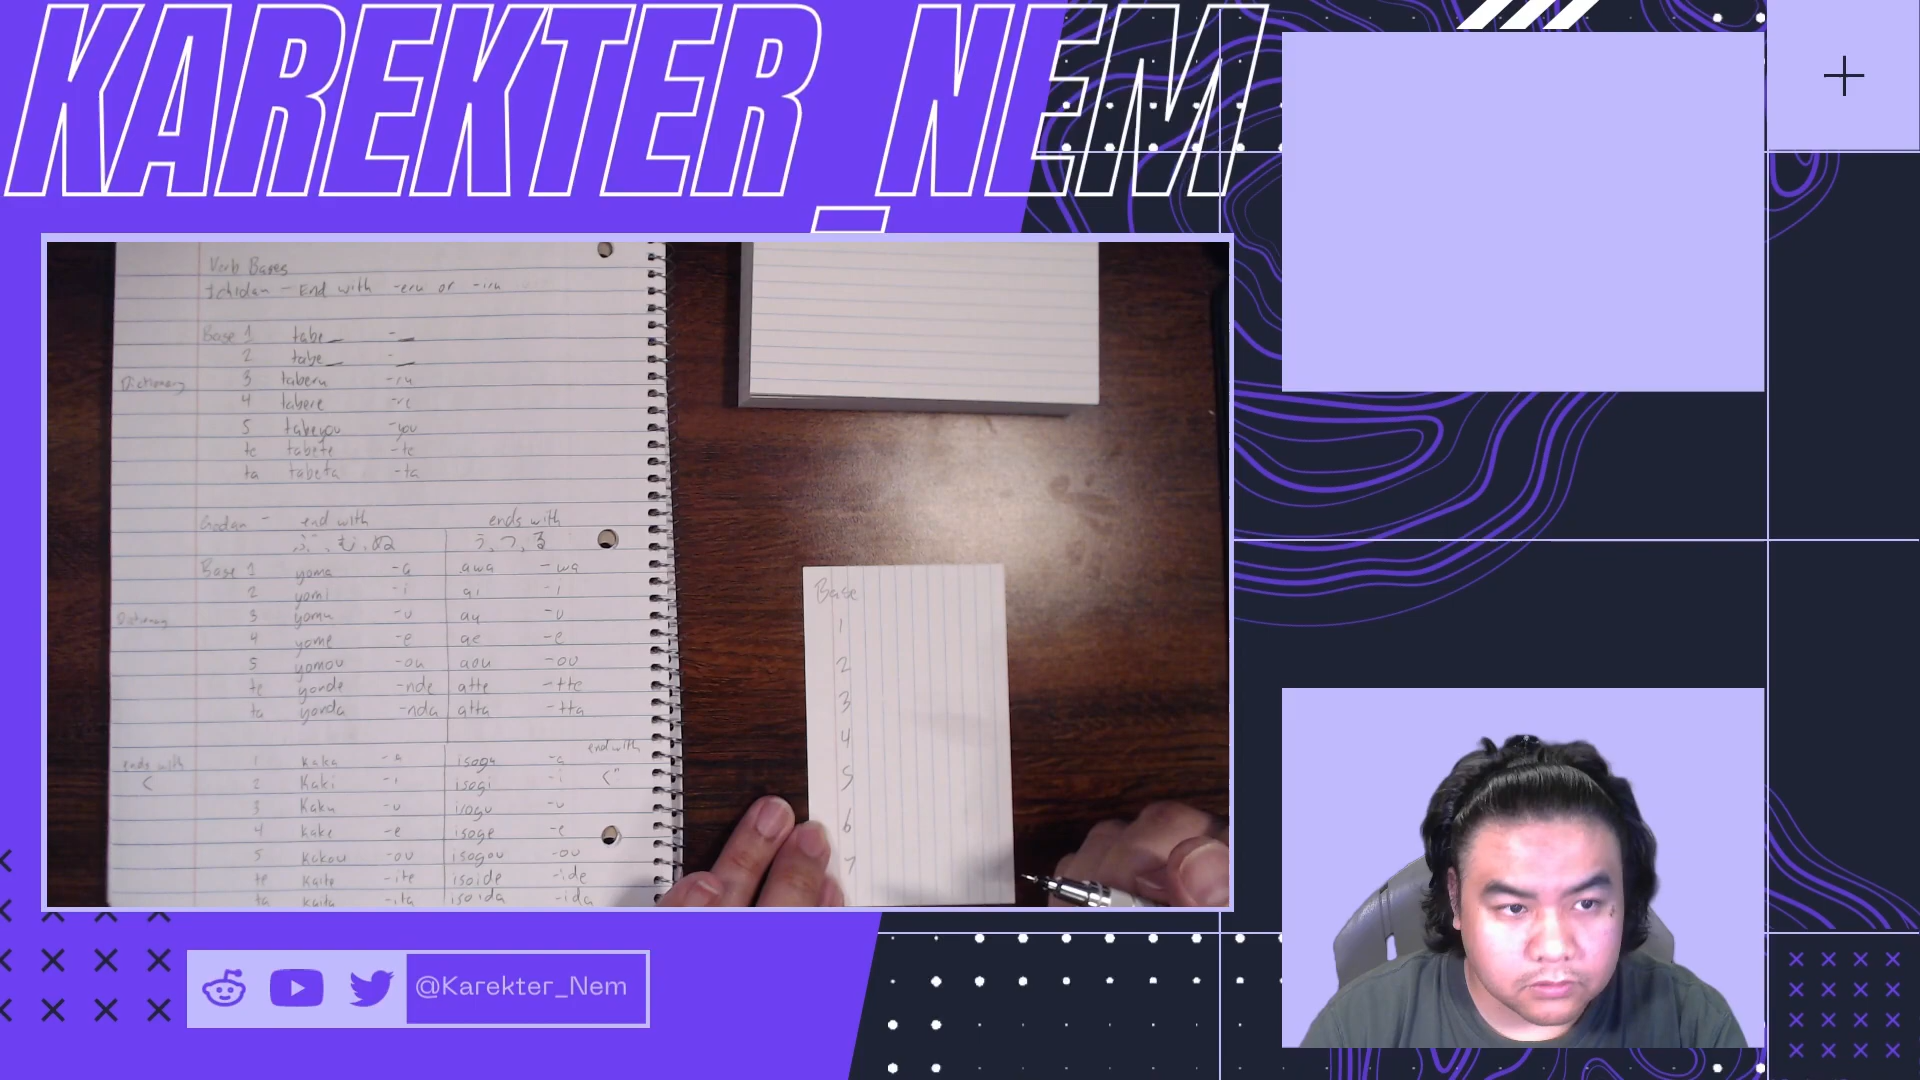 KAREKTER_NEM
Verb Bases
Ichidan - End with -eru or -iru
Base 1 tabe_ -_
2 tabe_ -_
Dictionary 3 taberu -ru
4 tabere -re
5 tabeyou -you
te tabete -te
ta tabeta -ta
Godan - end with ends with
ぶ、む、ぬ う、つ、る
Base 1 yoma -a awa -wa
2 yomi -i ai -i
Dictionary 3 yomu -u au -u
4 yome -e ae -e
5 yomou -ou aou -ou
te yonde -nde atte -tte
ta yonda -nda atta -tta
end with
ends with 1 kaka -a isoga -a
く 2 kaki -i isogi -i ぐ
3 kaku -u isogu -u
4 kake -e isoge -e
5 kakou -ou isogou -ou
te kaite -ite isoide -ide
ta kaita -ita isoida -ida
Base
1
2
3
4
5
6
7
@Karekter_Nem